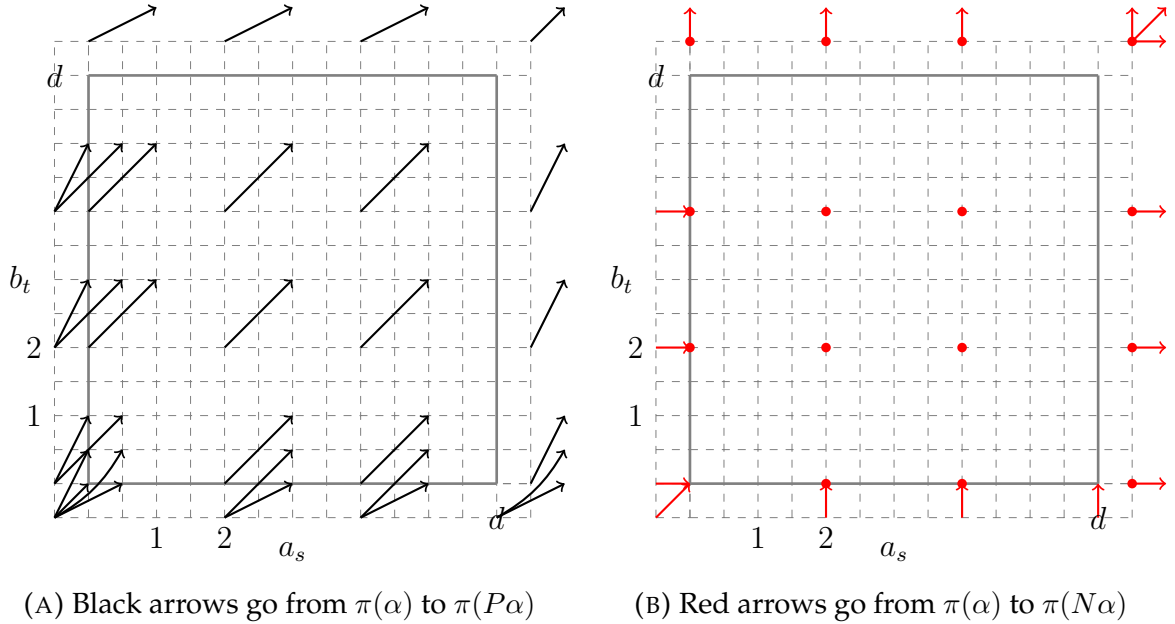 d
d
b_t
b_t
2
2
1
1
d
d
1
2
a_s
1
2
a_s
(A) Black arrows go from π(α) to π(Pα)
(B) Red arrows go from π(α) to π(Nα)